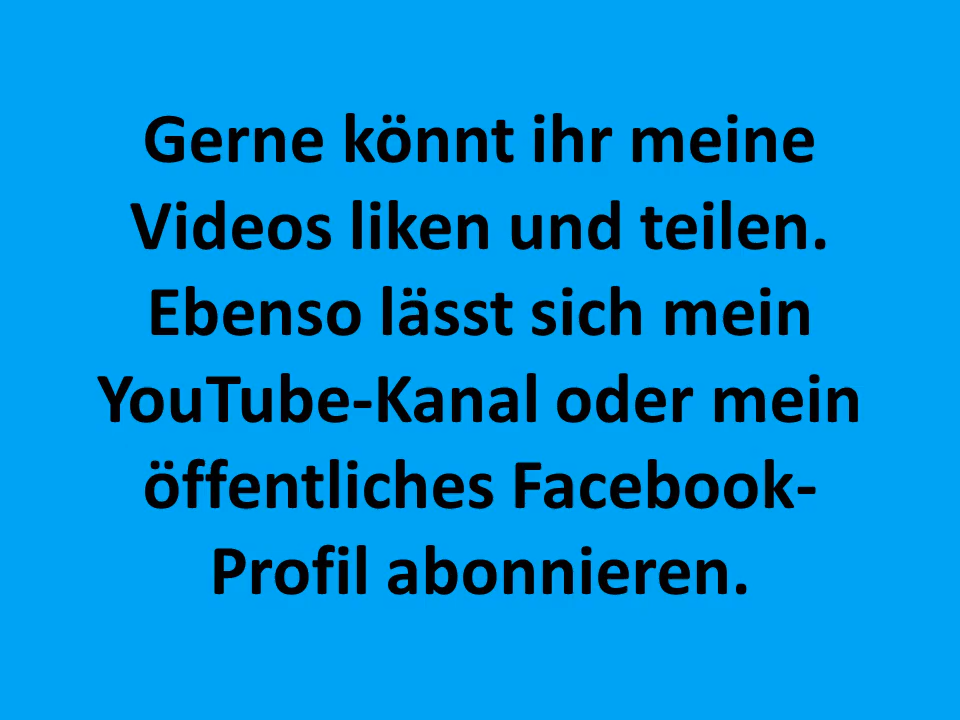 Gerne könnt ihr meine
Videos liken und teilen.
Ebenso lässt sich mein
YouTube-Kanal oder mein
öffentliches Facebook-
Profil abonnieren.